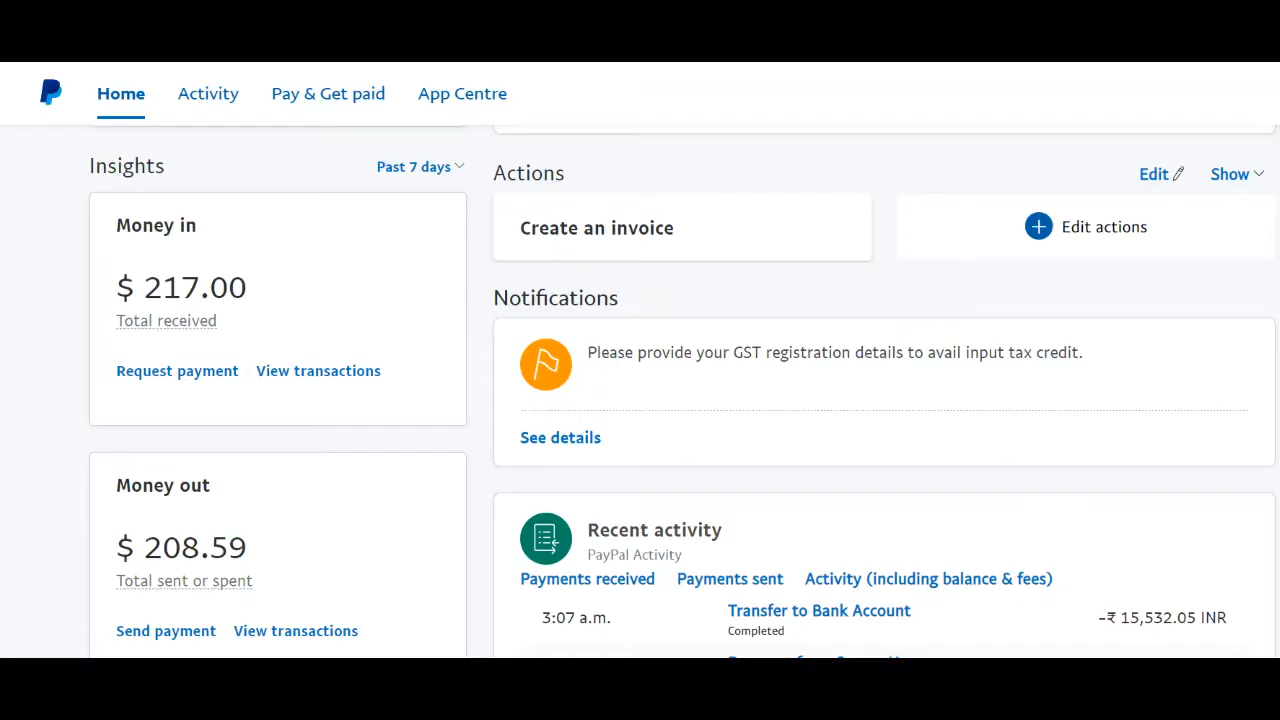 Home Activity Pay & Get paid App Centre
Insights Past 7 days
Money in
$ 217.00
Total received
Request payment View transactions
Money out
$ 208.59
Total sent or spent
Send payment View transactions
Actions Edit Show
Create an invoice Edit actions
Notifications
Please provide your GST registration details to avail input tax credit.
See details
Recent activity
PayPal Activity
Payments received Payments sent Activity (including balance & fees)
3:07 a.m. Transfer to Bank Account -₹ 15,532.05 INR
Completed